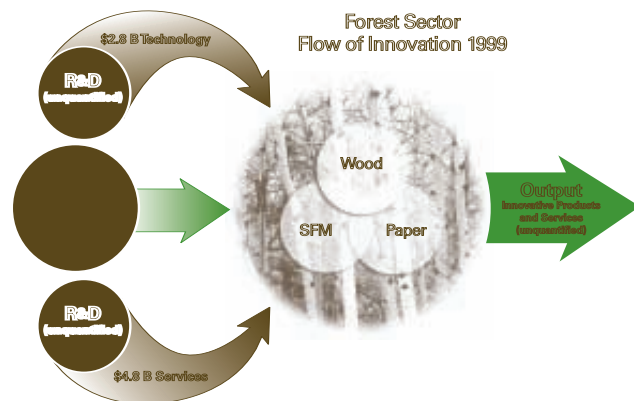 Forest Sector
Flow of Innovation 1999
$2.8 B Technology
R&D
(unquantified)
Wood
SFM
Paper
Output
Innovative Products
and Services
(unquantified)
R&D
(unquantified)
$4.8 B Services